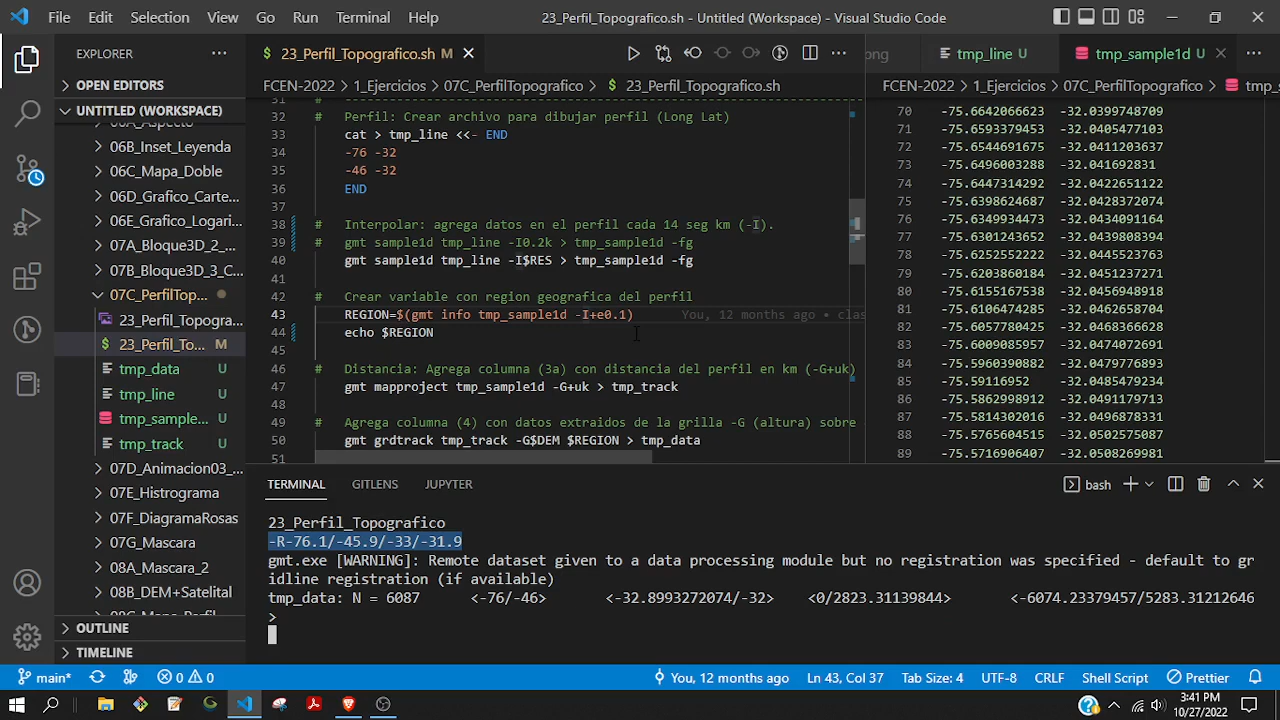 File Edit Selection View Go Run Terminal Help
23_Perfil_Topografico.sh - Untitled (Workspace) - Visual Studio Code
EXPLORER
OPEN EDITORS
UNTITLED (WORKSPACE)
06A_Aspecto
06B_Inset_Leyenda
06C_Mapa_Doble
06D_Grafico_Carte...
06E_Grafico_Logari...
07A_Bloque3D_2_...
07B_Bloque3D_3_C...
07C_PerfilTop...
23_Perfil_Topogra...
23_Perfil_To... M
tmp_data U
tmp_line U
tmp_sample... U
tmp_track U
07D_Animacion03_...
07E_Histrograma
07F_DiagramaRosas
07G_Mascara
08A_Mascara_2
08B_DEM+Satelital
08C_Mapa_Perfil
OUTLINE
TIMELINE
$ 23_Perfil_Topografico.sh M
FCEN-2022 > 1_Ejercicios > 07C_PerfilTopografico > $ 23_Perfil_Topografico.sh
31 # ----------
32 # Perfil: Crear archivo para dibujar perfil (Long Lat)
33 cat > tmp_line <<- END
34 -76 -32
35 -46 -32
36 END
37
38 # Interpolar: agrega datos en el perfil cada 14 seg km (-I).
39 # gmt sample1d tmp_line -I0.2k > tmp_sample1d -fg
40 gmt sample1d tmp_line -I$RES > tmp_sample1d -fg
41
42 # Crear variable con region geografica del perfil
43 REGION=$(gmt info tmp_sample1d -I+e0.1) You, 12 months ago • clas
44 echo $REGION
45
46 # Distancia: Agrega columna (3a) con distancia del perfil en km (-G+uk)
47 gmt mapproject tmp_sample1d -G+uk > tmp_track
48
49 # Agrega columna (4) con datos extraidos de la grilla -G (altura) sobre
50 gmt grdtrack tmp_track -G$DEM $REGION > tmp_data
51
ong tmp_line U tmp_sample1d U
FCEN-2022 > 1_Ejercicios > 07C_PerfilTopografico > tmp_s
70 -75.6642066623 -32.0399748709
71 -75.6593379453 -32.0405477103
72 -75.6544691675 -32.0411203637
73 -75.6496003288 -32.041692831
74 -75.6447314292 -32.0422651122
75 -75.6398624687 -32.0428372074
76 -75.6349934473 -32.0434091164
77 -75.6301243652 -32.0439808394
78 -75.6252552222 -32.0445523763
79 -75.6203860184 -32.0451237271
80 -75.6155167538 -32.0456948918
81 -75.6106474285 -32.0462658704
82 -75.6057780425 -32.0468366628
83 -75.6009085957 -32.0474072691
84 -75.5960390882 -32.0479776893
85 -75.59116952 -32.0485479234
86 -75.5862998912 -32.0491179713
87 -75.5814302016 -32.0496878331
88 -75.5765604515 -32.0502575087
89 -75.5716906407 -32.0508269981
TERMINAL GITLENS JUPYTER
bash
23_Perfil_Topografico
-R-76.1/-45.9/-33/-31.9
gmt.exe [WARNING]: Remote dataset given to a data processing module but no registration was specified - default to gr
idline registration (if available)
tmp_data: N = 6087 <-76/-46> <-32.8993272074/-32> <0/2823.31139844> <-6074.23379457/5283.31212646
>
main* 0 0
You, 12 months ago Ln 43, Col 37 Tab Size: 4 UTF-8 CRLF Shell Script Prettier
3:41 PM
10/27/2022